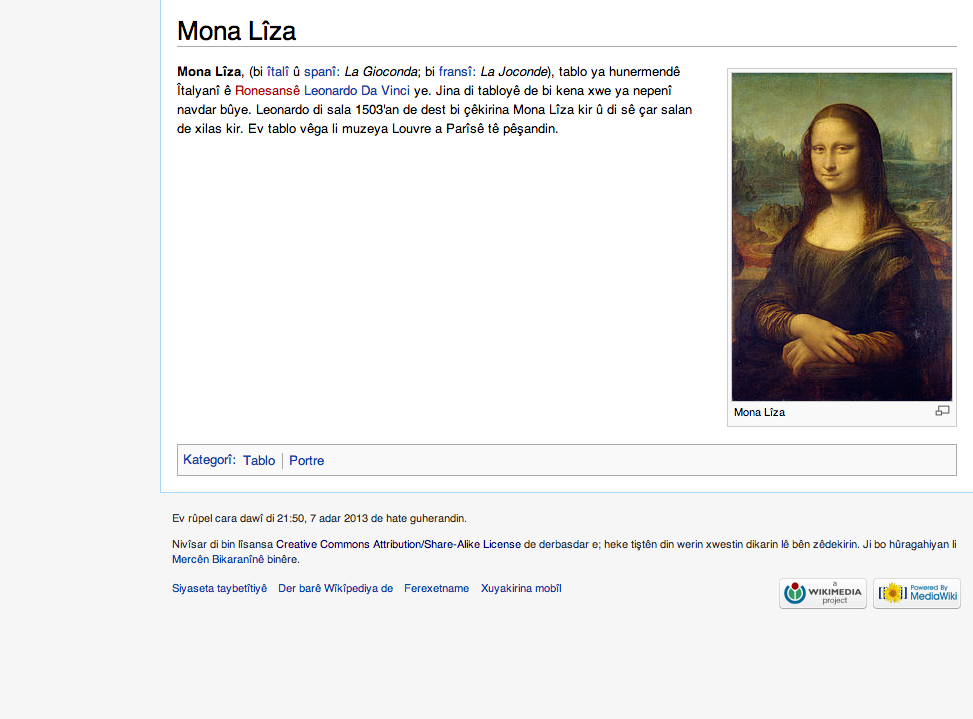 Mona Lîza
Mona Lîza, (bi îtalî û spanî: La Gioconda; bi fransî: La Joconde), tablo ya hunermendê
Îtalyanî ê Ronesansê Leonardo Da Vinci ye. Jina di tabloyê de bi kena xwe ya nepenî
navdar bûye. Leonardo di sala 1503'an de dest bi çêkirina Mona Lîza kir û di sê çar salan
de xilas kir. Ev tablo vêga li muzeya Louvre a Parîsê tê pêşandin.
Mona Lîza
Kategorî: Tablo | Portre
Ev rûpel cara dawî di 21:50, 7 adar 2013 de hate guherandin.
Nivîsar di bin lîsansa Creative Commons Attribution/Share-Alike License de derbasdar e; heke tiştên din werin xwestin dikarin lê bên zêdekirin. Ji bo hûragahiyan li
Mercên Bikaranînê binêre.
Siyaseta taybetîtiyê Der barê Wîkîpediya de Ferexetname Xuyakirina mobîl
a
WIKIMEDIA
project
Powered By
MediaWiki